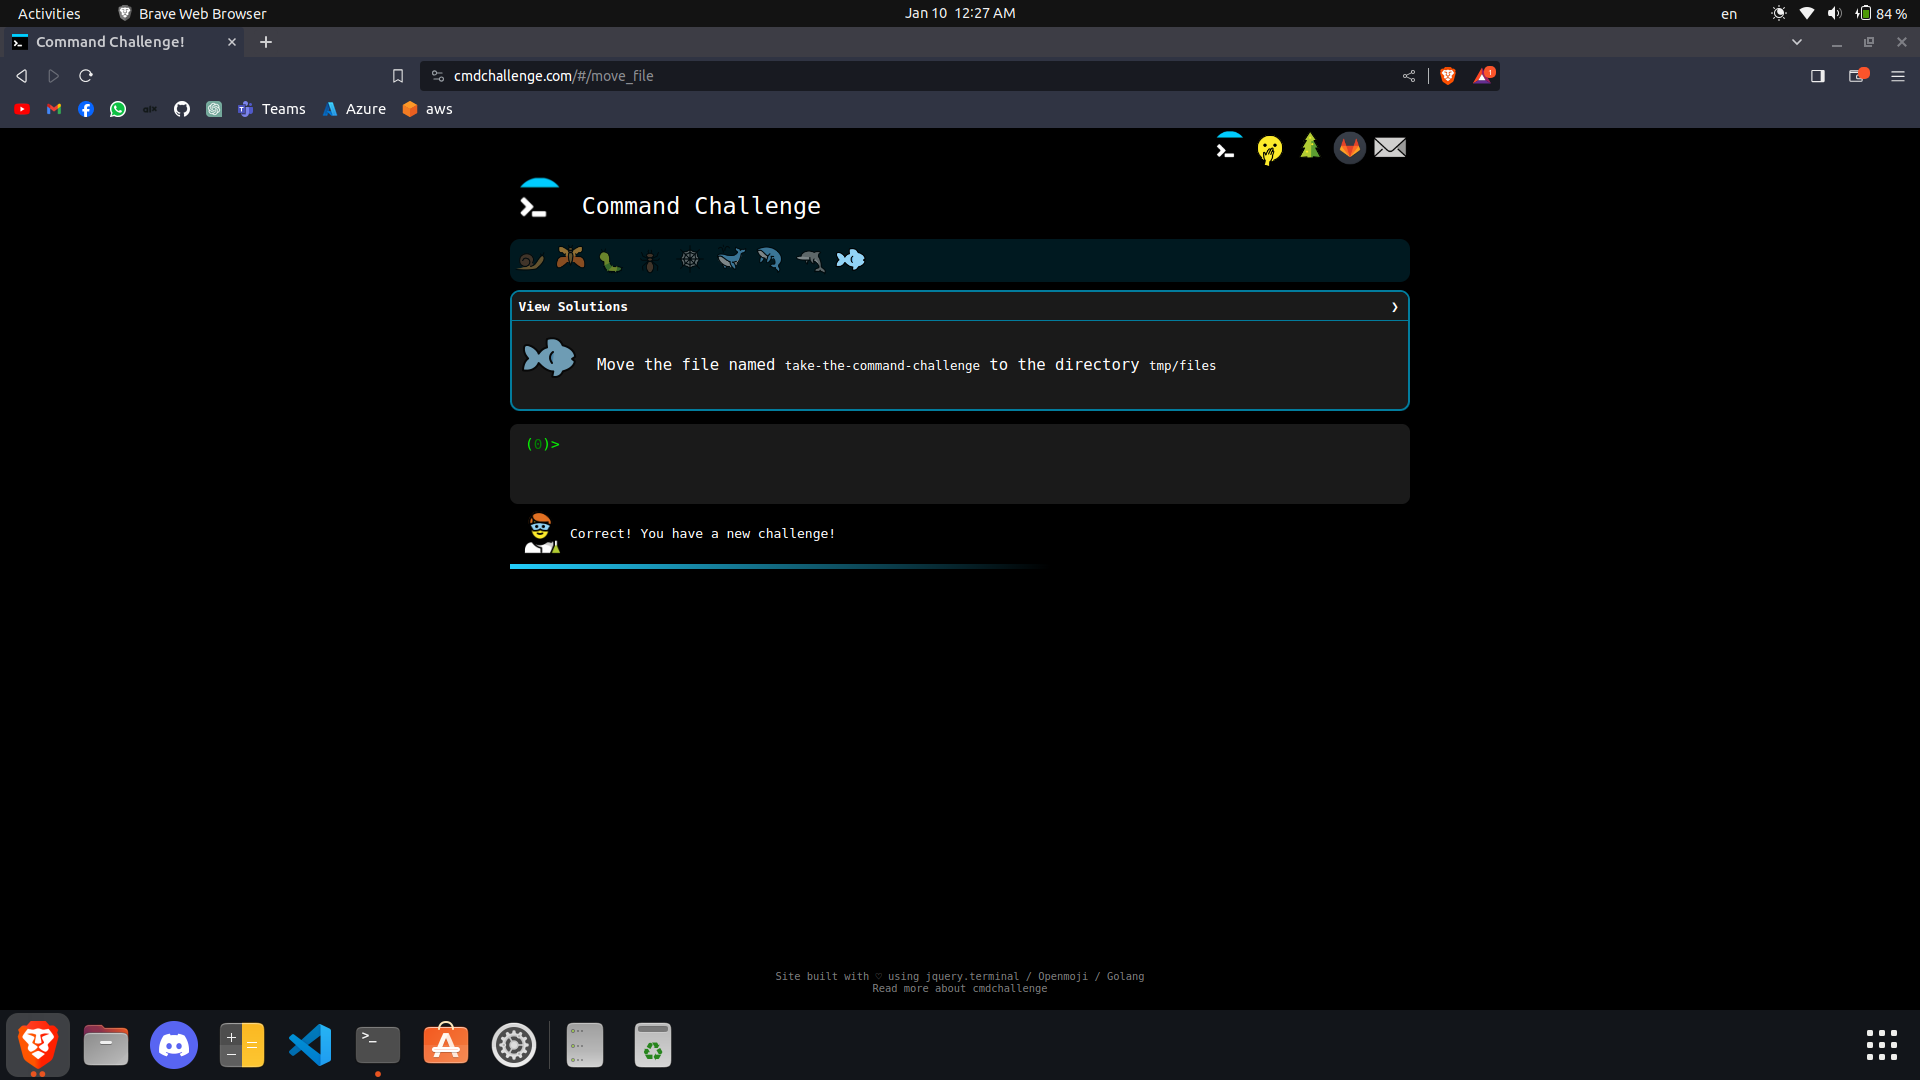 Activities Brave Web Browser Jan 10 12:27 AM en 84 %
Command Challenge!
cmdchallenge.com/#/move_file 1
Teams Azure aws
Command Challenge
View Solutions
Move the file named take-the-command-challenge to the directory tmp/files
(0)>
Correct! You have a new challenge!
Site built with ♡ using jquery.terminal / Openmoji / Golang
Read more about cmdchallenge